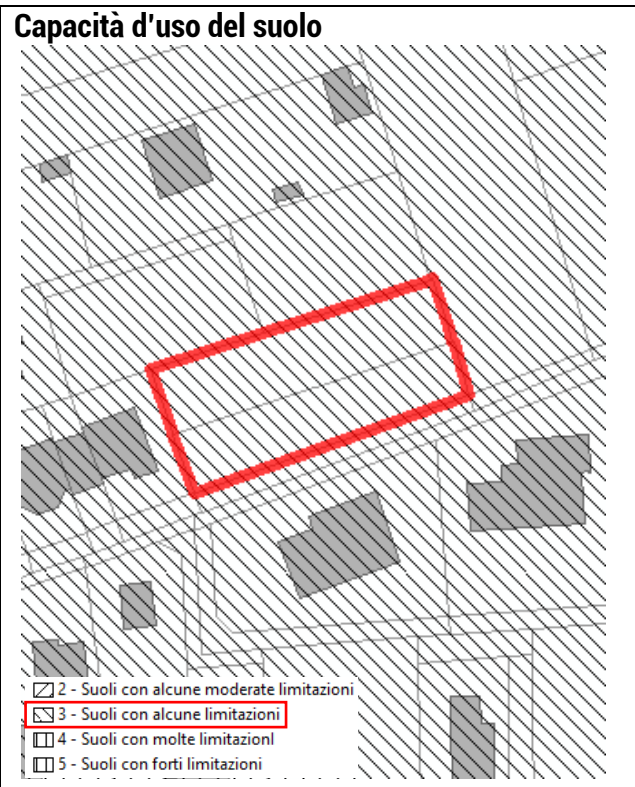 Capacità d'uso del suolo
2 - Suoli con alcune moderate limitazioni
3 - Suoli con alcune limitazioni
4 - Suoli con molte limitazionl
5 - Suoli con forti limitazioni